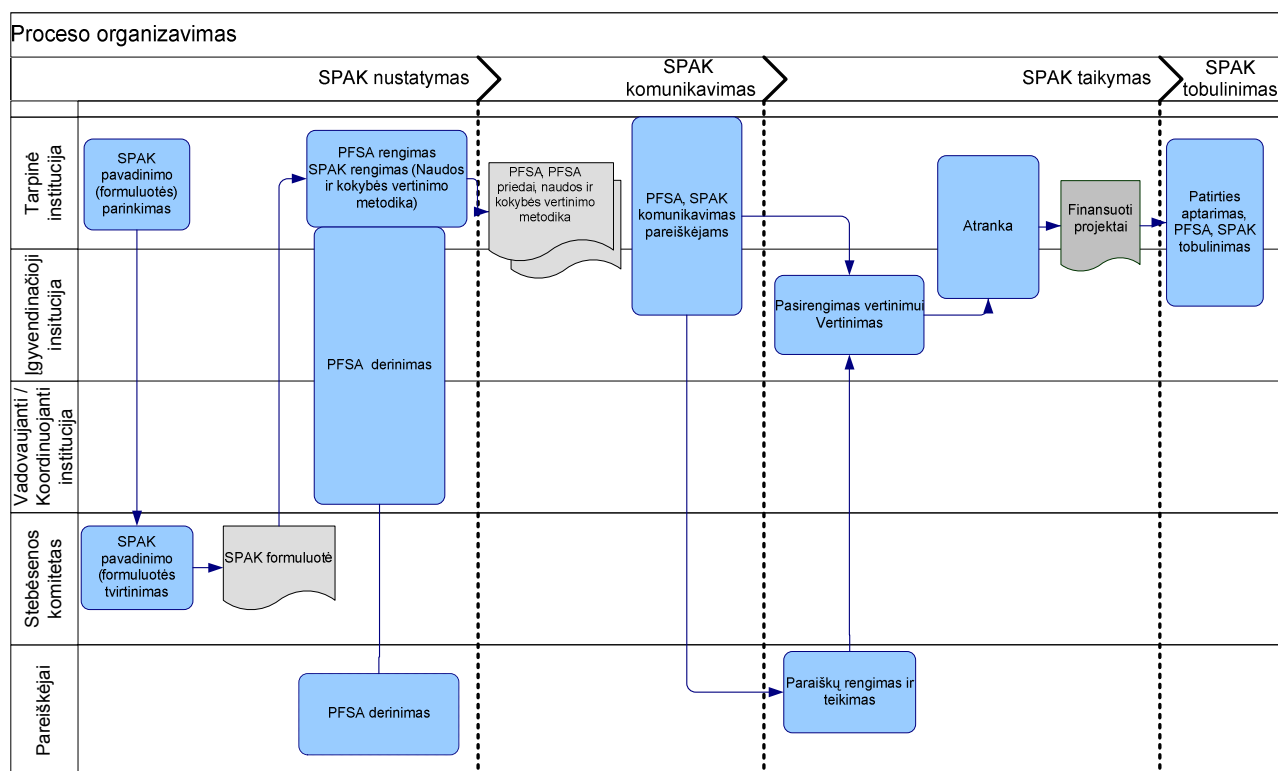 Proceso organizavimas
SPAK nustatymas
SPAK
komunikavimas
SPAK taikymas
SPAK
tobulinimas
Tarpinė
institucija
SPAK
pavadinimo
(formuluotės)
parinkimas
PFSA rengimas
SPAK rengimas (Naudos
ir kokybės vertinimo
metodika)
PFSA, PFSA
priedai, naudos ir
kokybės vertinimo
metodika
PFSA, SPAK
komunikavimas
pareiškėjams
Atranka
Finansuoti
projektai
Patirties
aptarimas,
PFSA, SPAK
tobulinimas
Įgyvendinačioji
insitucija
PFSA derinimas
Pasirengimas vertinimui
Vertinimas
Vadovaujanti /
Koordinuojanti
institucija
Stebėsenos
komitetas
SPAK
pavadinimo
(formuluotės
tvirtinimas
SPAK formuluotė
Pareiškėjai
PFSA derinimas
Paraiškų rengimas ir
teikimas